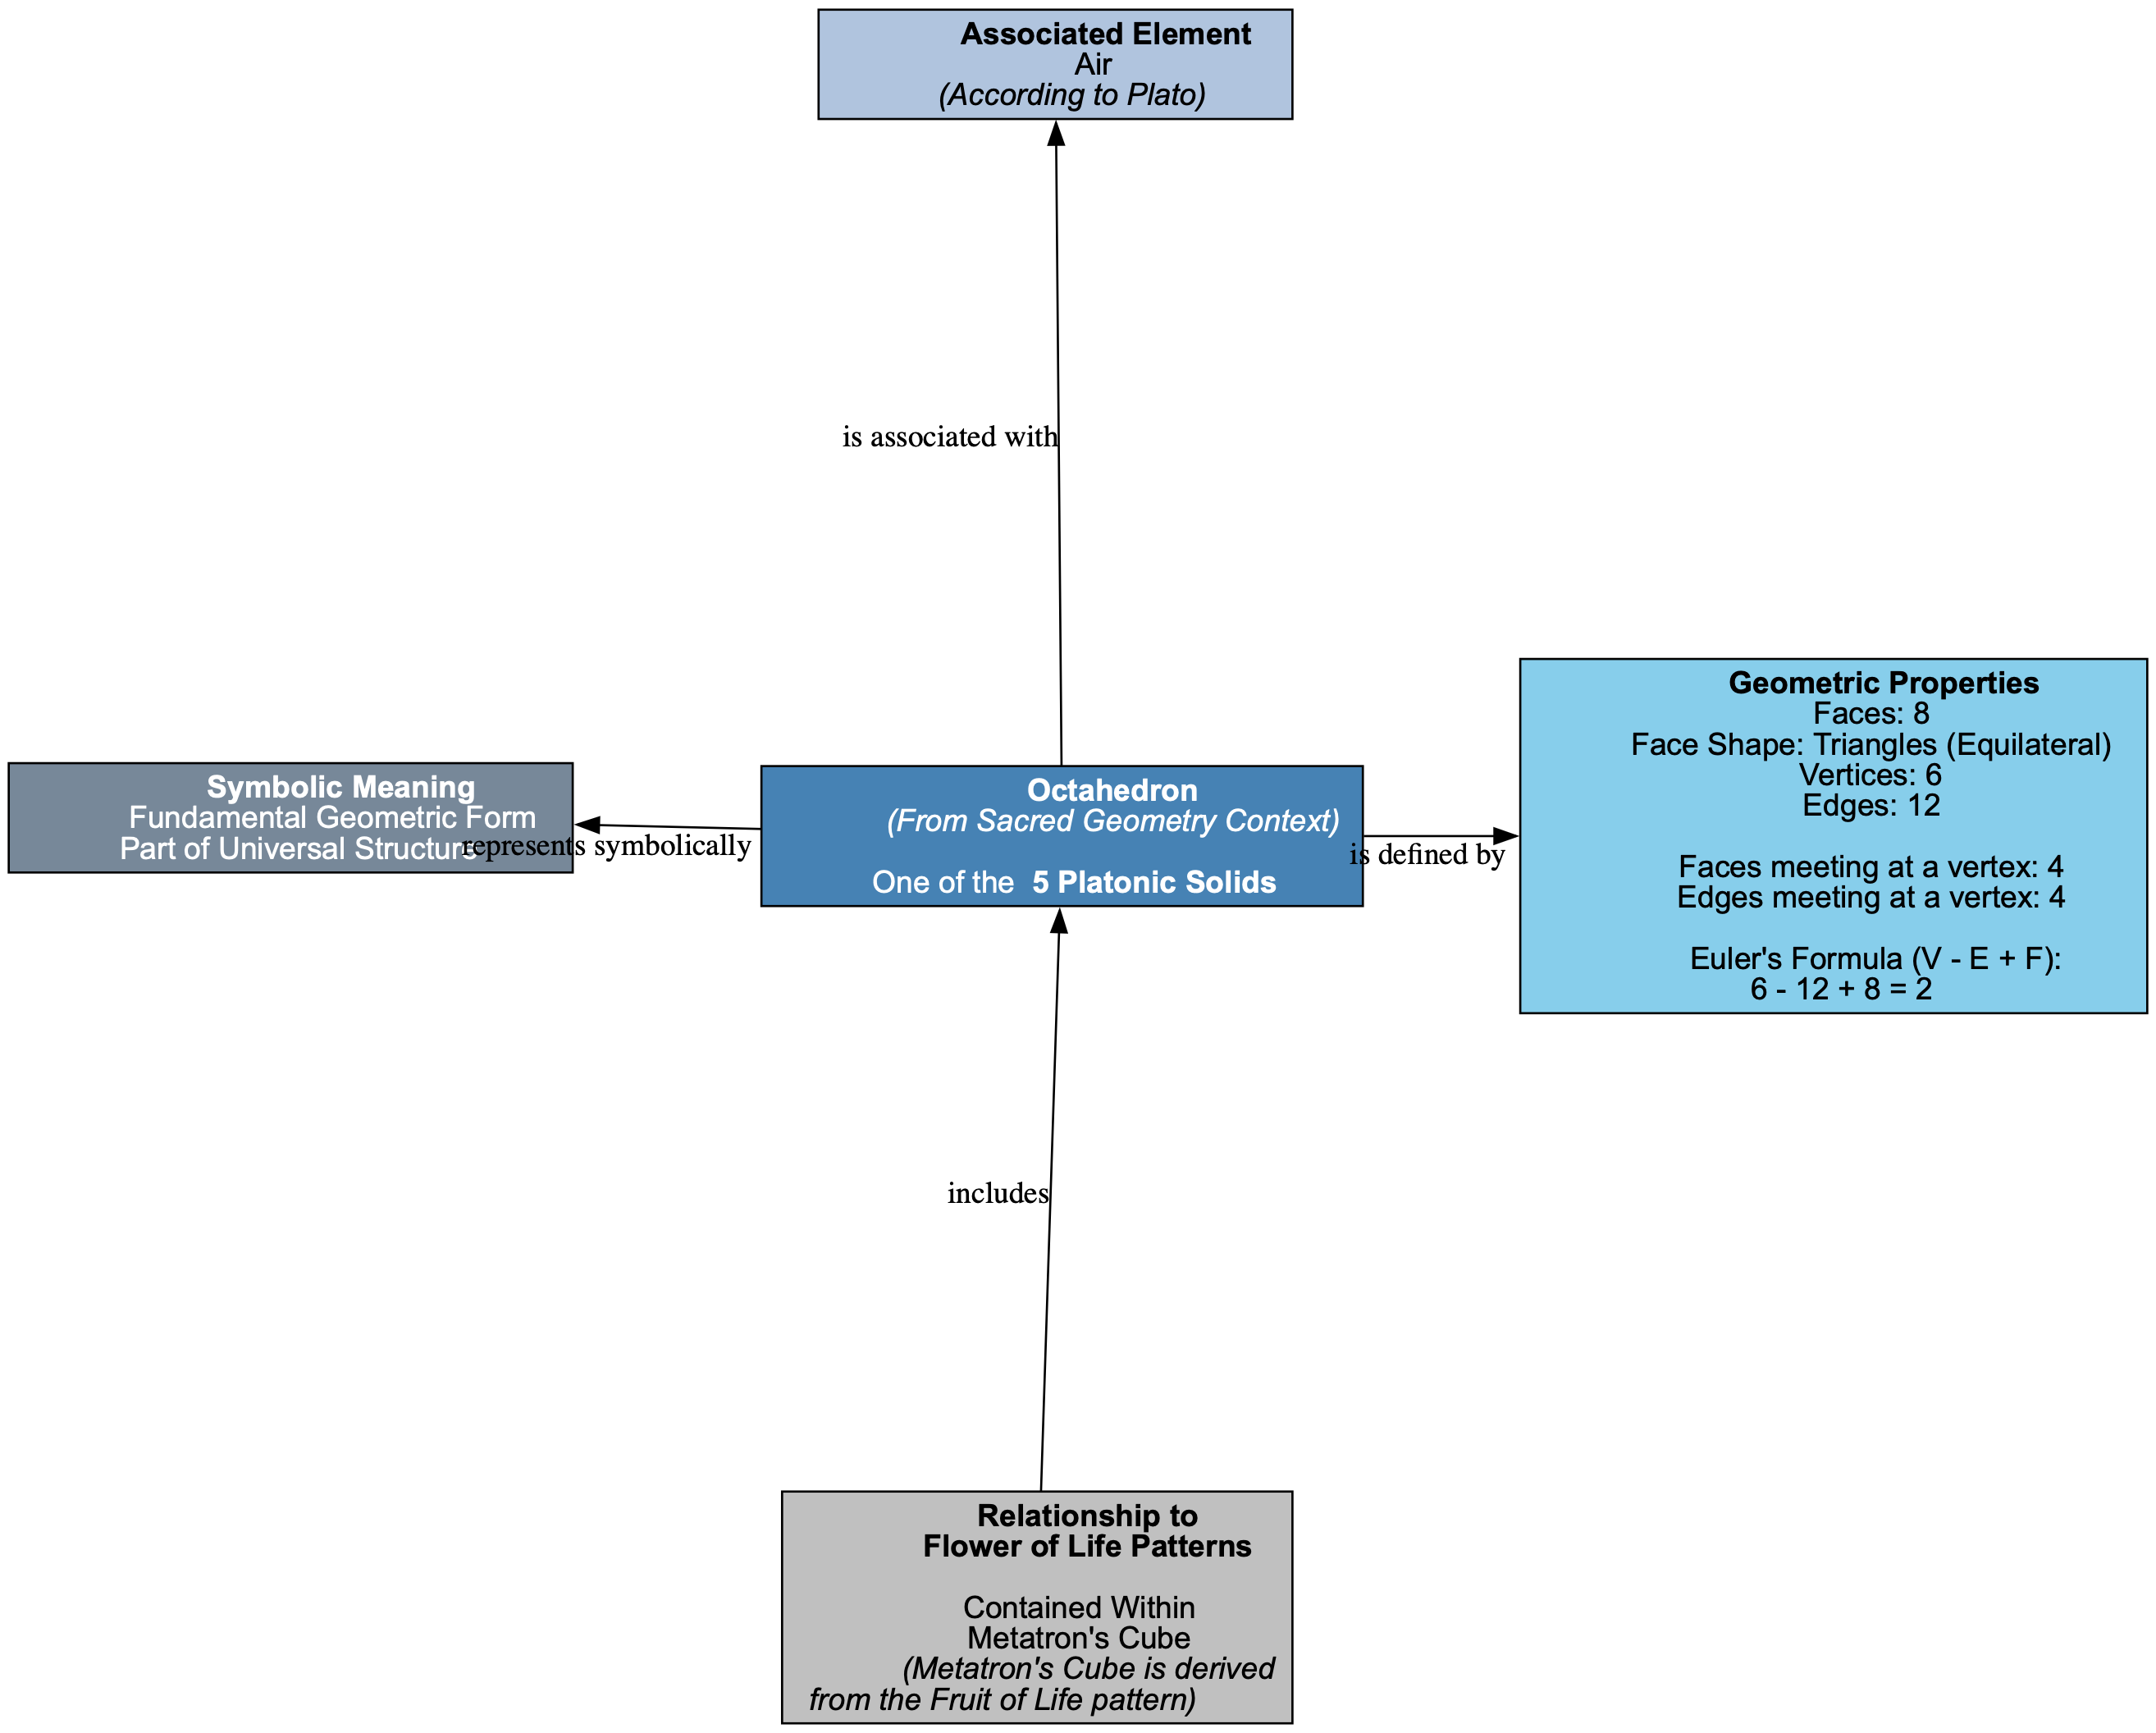 Associated Element
Air
(According to Plato)
is associated with
Symbolic Meaning
Fundamental Geometric Form
Part of Universal Structure
represents symbolically
Octahedron
(From Sacred Geometry Context)
One of the 5 Platonic Solids
is defined by
Geometric Properties
Faces: 8
Face Shape: Triangles (Equilateral)
Vertices: 6
Edges: 12
Faces meeting at a vertex: 4
Edges meeting at a vertex: 4
Euler's Formula (V - E + F):
6 - 12 + 8 = 2
includes
Relationship to
Flower of Life Patterns
Contained Within
Metatron's Cube
(Metatron's Cube is derived
from the Fruit of Life pattern)